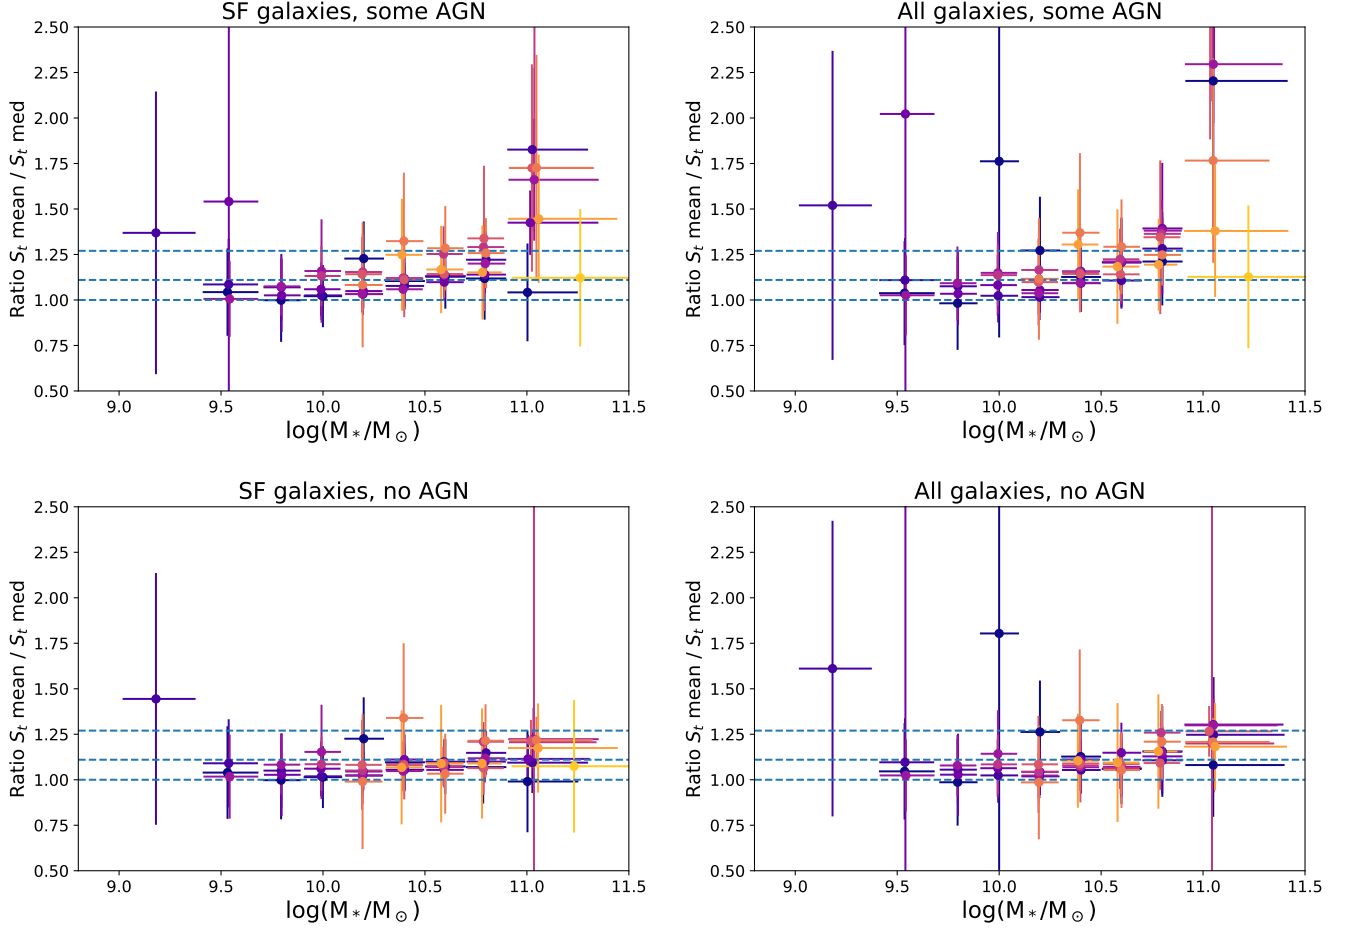 SF galaxies, some AGN
2.50
2.25
2.00
1.75
1.50
1.25
1.00
0.75
0.50
Ratio S_t mean / S_t med
9.0 9.5 10.0 10.5 11.0 11.5
log(M_*/M_⊙)
All galaxies, some AGN
2.50
2.25
2.00
1.75
1.50
1.25
1.00
0.75
0.50
Ratio S_t mean / S_t med
9.0 9.5 10.0 10.5 11.0 11.5
log(M_*/M_⊙)
SF galaxies, no AGN
2.50
2.25
2.00
1.75
1.50
1.25
1.00
0.75
0.50
Ratio S_t mean / S_t med
9.0 9.5 10.0 10.5 11.0 11.5
log(M_*/M_⊙)
All galaxies, no AGN
2.50
2.25
2.00
1.75
1.50
1.25
1.00
0.75
0.50
Ratio S_t mean / S_t med
9.0 9.5 10.0 10.5 11.0 11.5
log(M_*/M_⊙)